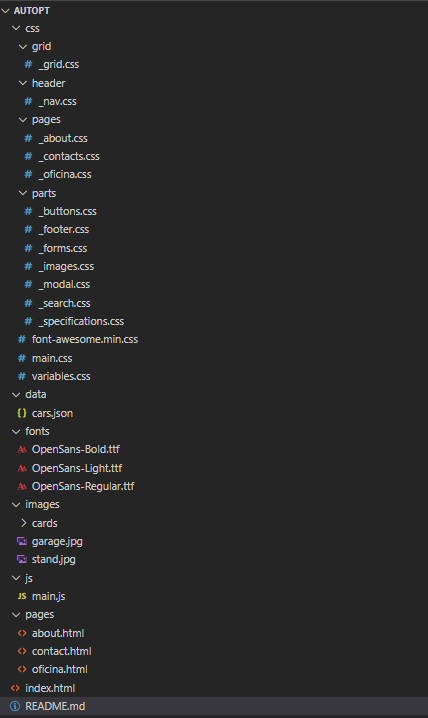 AUTOPT
css
grid
_grid.css
header
_nav.css
pages
_about.css
_contacts.css
_oficina.css
parts
_buttons.css
_footer.css
_forms.css
_images.css
_modal.css
_search.css
_specifications.css
font-awesome.min.css
main.css
variables.css
data
cars.json
fonts
OpenSans-Bold.ttf
OpenSans-Light.ttf
OpenSans-Regular.ttf
images
cards
garage.jpg
stand.jpg
js
JS main.js
pages
about.html
contact.html
oficina.html
index.html
README.md